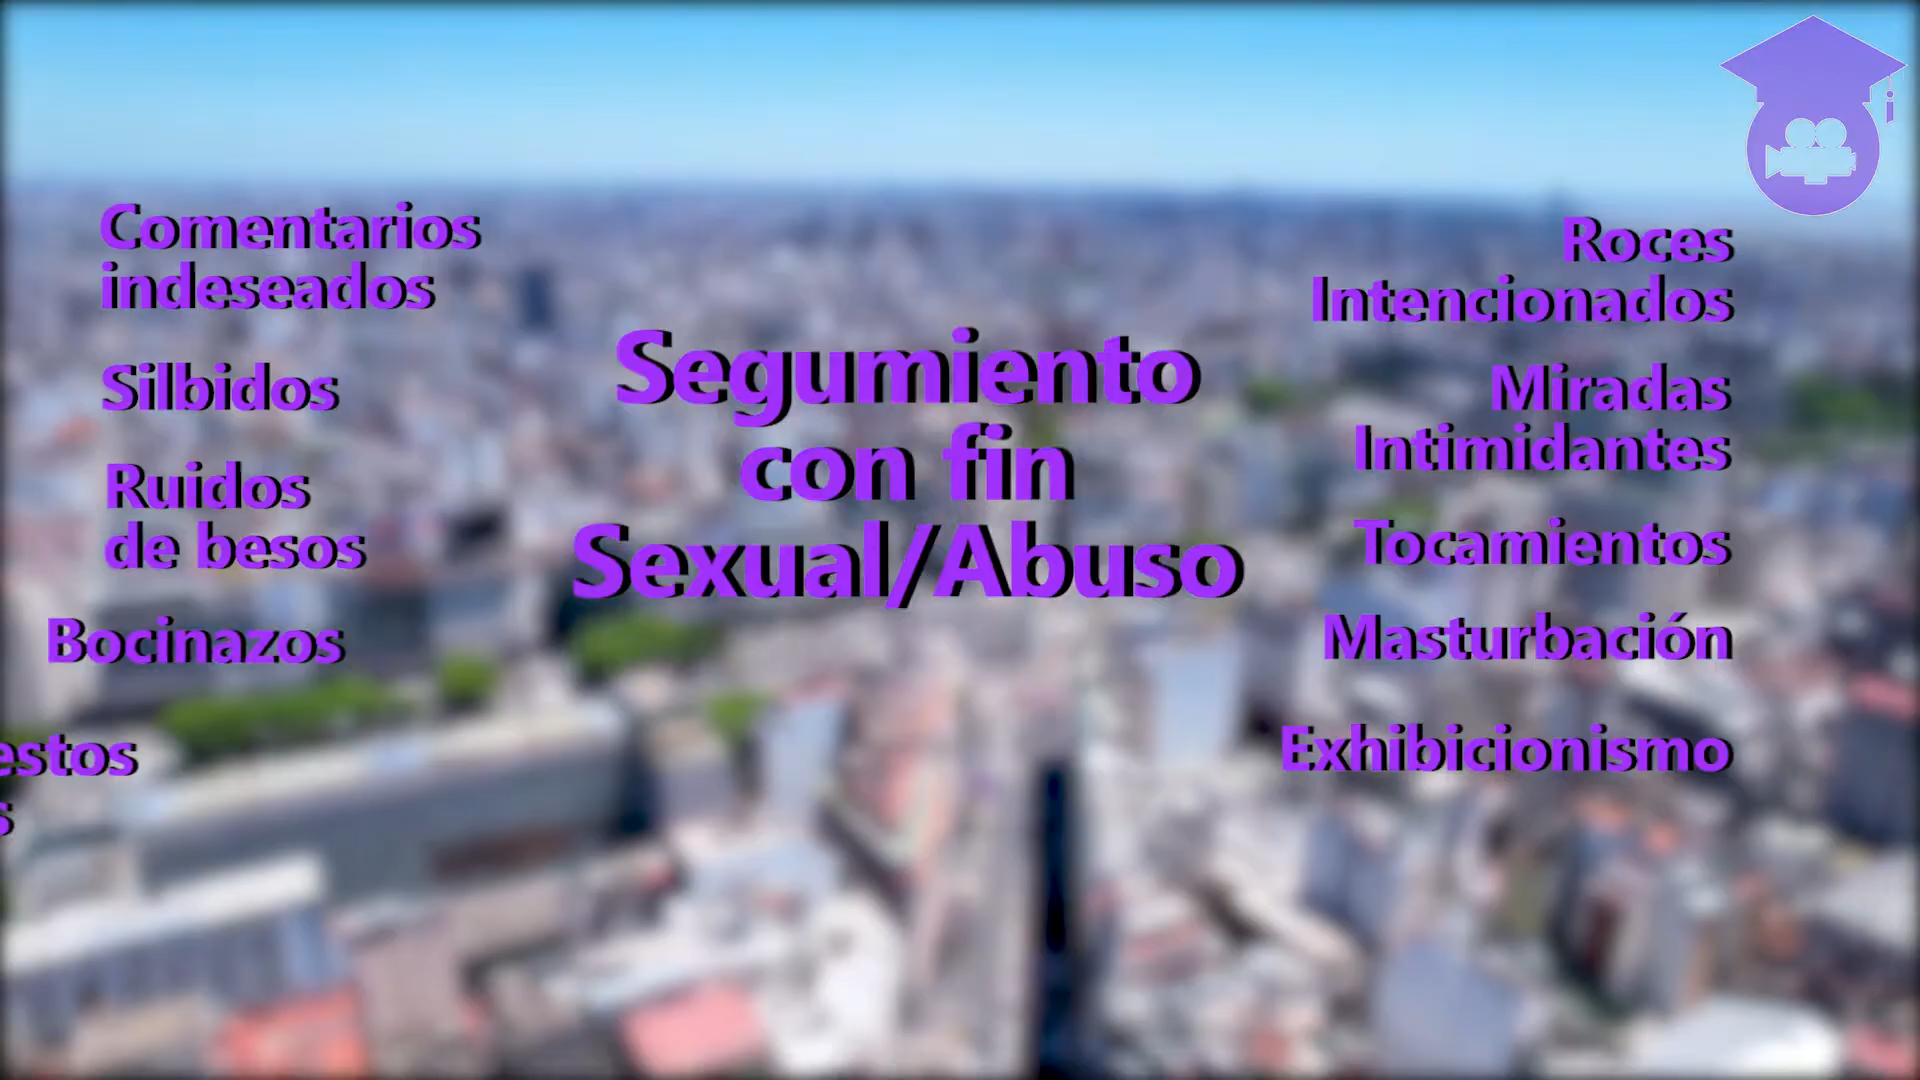 Comentarios
indeseados
Silbidos
Ruidos
de besos
Bocinazos
estos
s
Segumiento
con fin
Sexual/Abuso
Roces
Intencionados
Miradas
Intimidantes
Tocamientos
Masturbación
Exhibicionismo